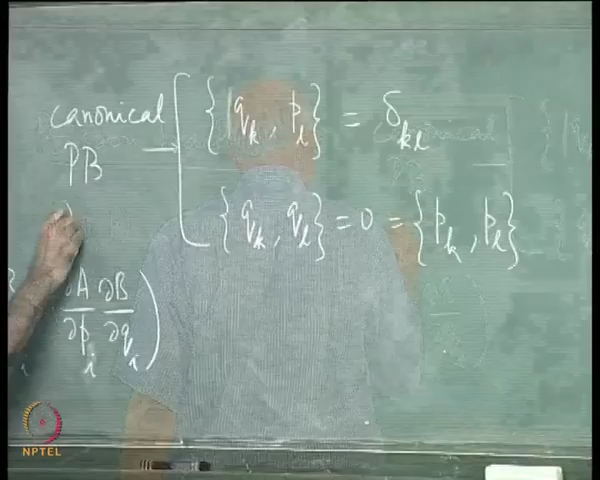 canonical { q_k , p_l } = δ_kl
PB
{ q_k , q_l } = 0 = { p_k , p_l }
∂A/∂p_i ∂B/∂q_i )
NPTEL